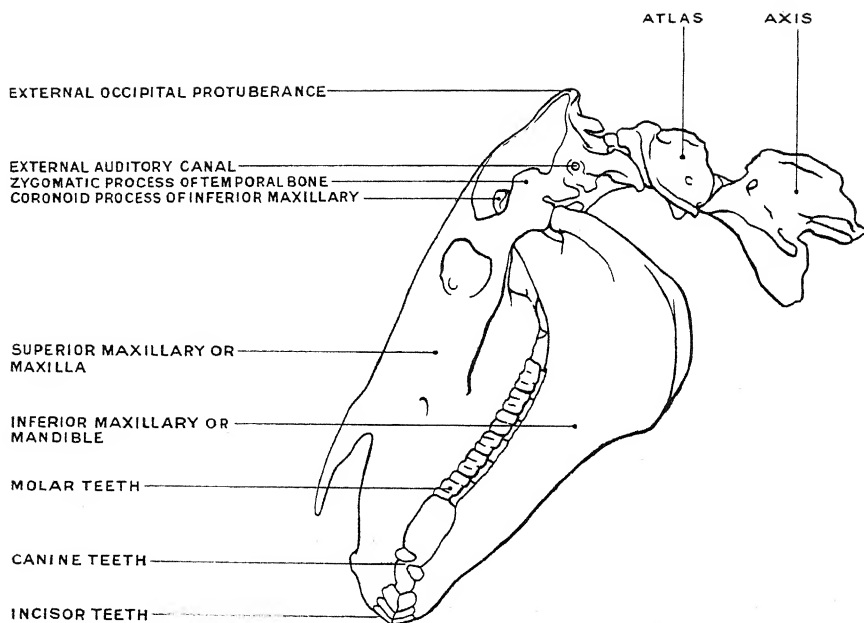 ATLAS AXIS
EXTERNAL OCCIPITAL PROTUBERANCE
EXTERNAL AUDITORY CANAL
ZYGOMATIC PROCESS OF TEMPORAL BONE
CORONOID PROCESS OF INFERIOR MAXILLARY
SUPERIOR MAXILLARY OR
MAXILLA
INFERIOR MAXILLARY OR
MANDIBLE
MOLAR TEETH
CANINE TEETH
INCISOR TEETH